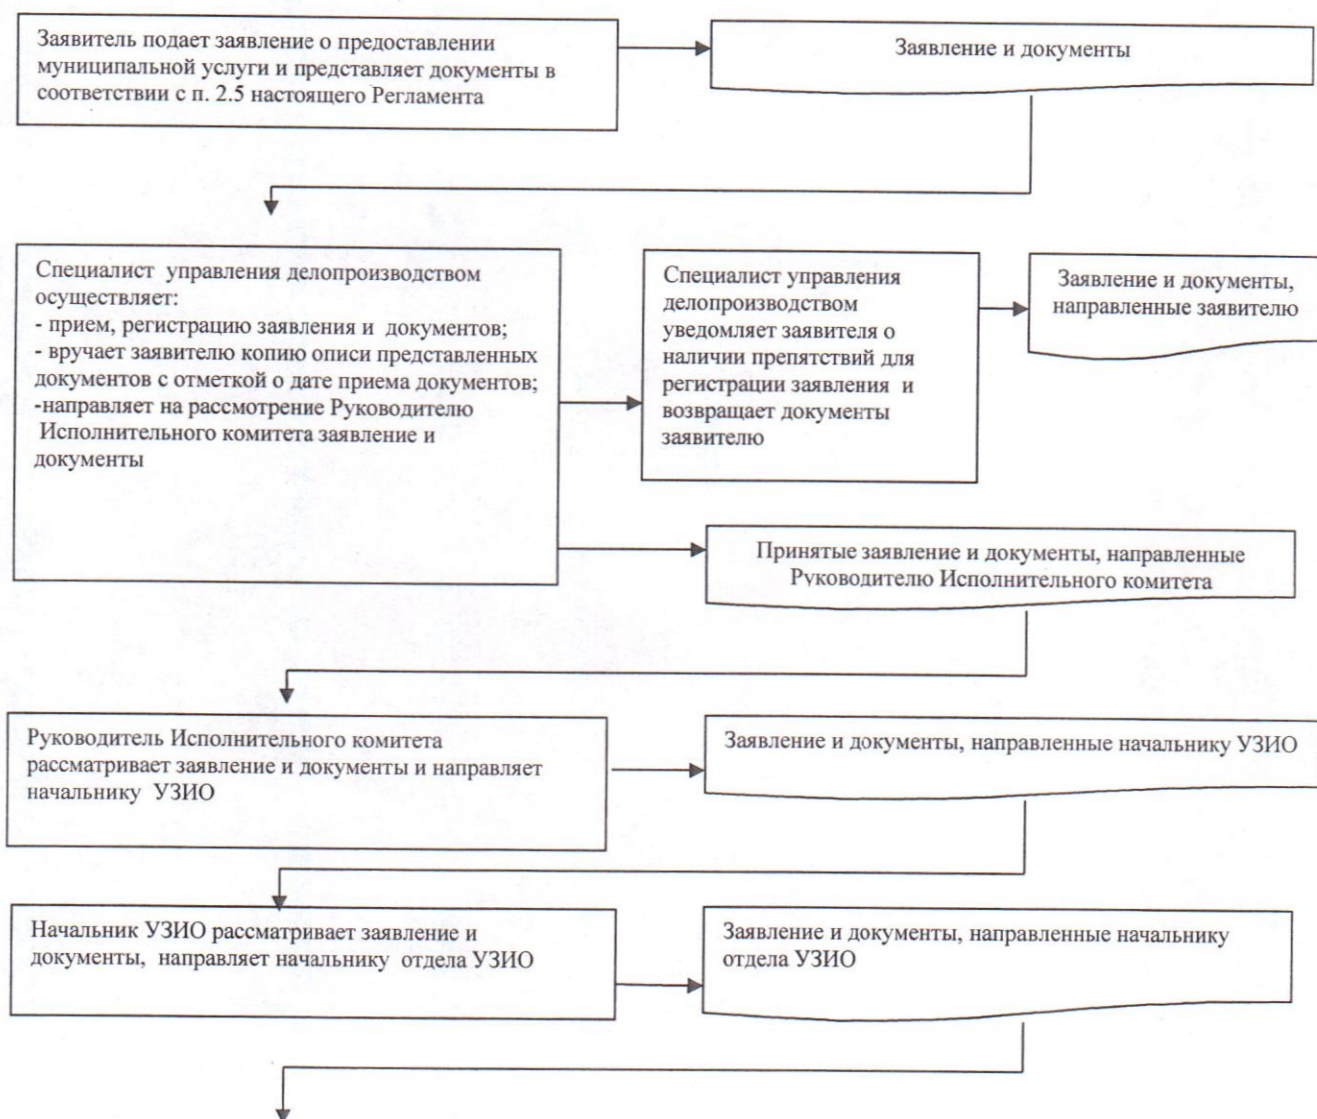 Заявитель подает заявление о предоставлении
муниципальной услуги и представляет документы в
соответствии с п. 2.5 настоящего Регламента
Заявление и документы
Специалист управления делопроизводством
осуществляет:
- прием, регистрацию заявления и документов;
- вручает заявителю копию описи представленных
документов с отметкой о дате приема документов;
-направляет на рассмотрение Руководителю
Исполнительного комитета заявление и
документы
Специалист управления
делопроизводством
уведомляет заявителя о
наличии препятствий для
регистрации заявления и
возвращает документы
заявителю
Заявление и документы,
направленные заявителю
Принятые заявление и документы, направленные
Руководителю Исполнительного комитета
Руководитель Исполнительного комитета
рассматривает заявление и документы и направляет
начальнику УЗИО
Заявление и документы, направленные начальнику УЗИО
Начальник УЗИО рассматривает заявление и
документы, направляет начальнику отдела УЗИО
Заявление и документы, направленные начальнику
отдела УЗИО